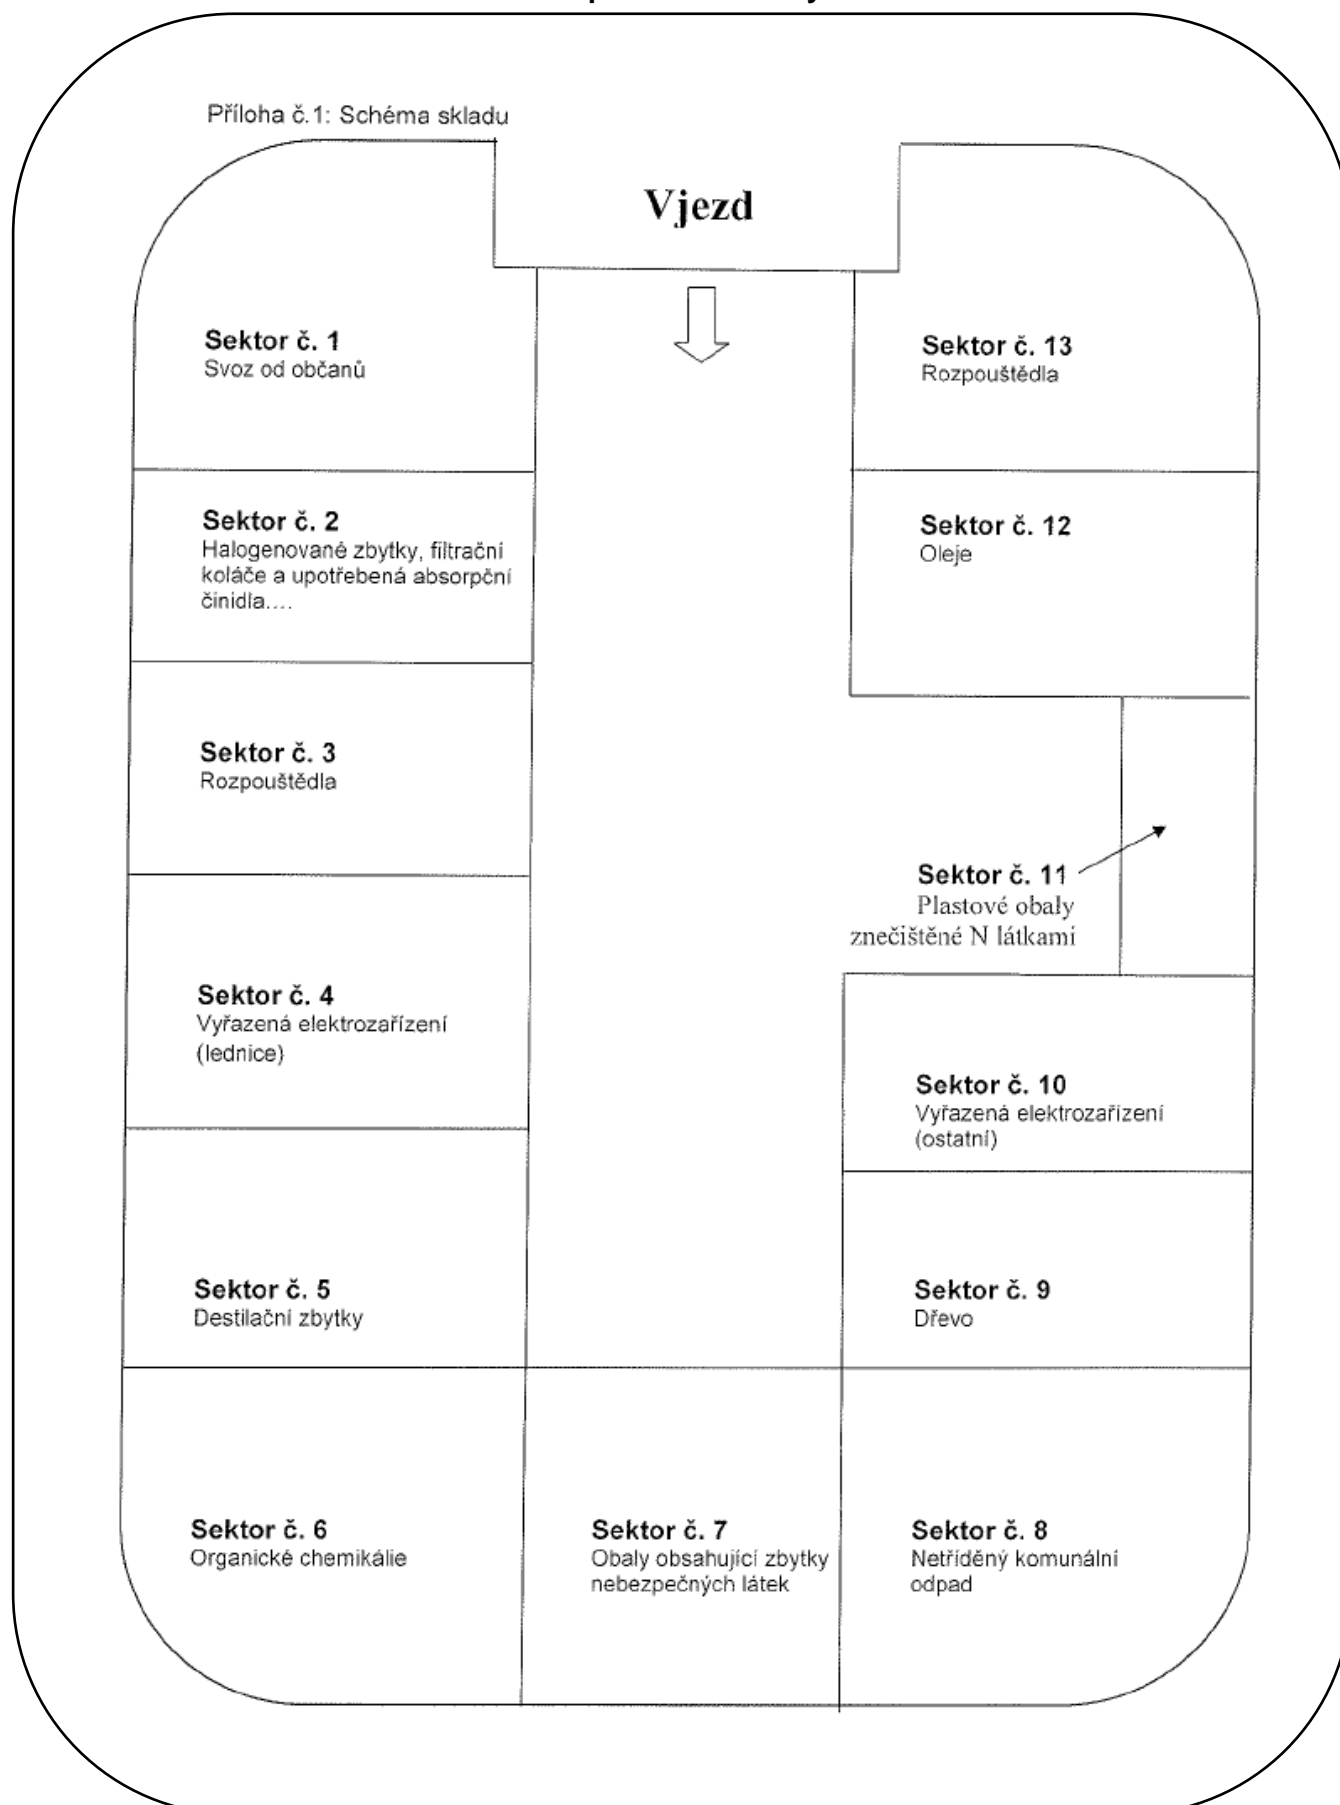 Příloha č.1: Schéma skladu
Vjezd
Sektor č. 1
Svoz od občanů
Sektor č. 13
Rozpouštědla
Sektor č. 2
Halogenované zbytky, filtrační
koláče a upotřebená absorpční
činidla....
Sektor č. 12
Oleje
Sektor č. 3
Rozpouštědla
Sektor č. 11
Plastové obaly
znečištěné N látkami
Sektor č. 4
Vyřazená elektrozařízení
(lednice)
Sektor č. 10
Vyřazená elektrozařízení
(ostatní)
Sektor č. 5
Destilační zbytky
Sektor č. 9
Dřevo
Sektor č. 6
Organické chemikálie
Sektor č. 7
Obaly obsahující zbytky
nebezpečných látek
Sektor č. 8
Netříděný komunální
odpad